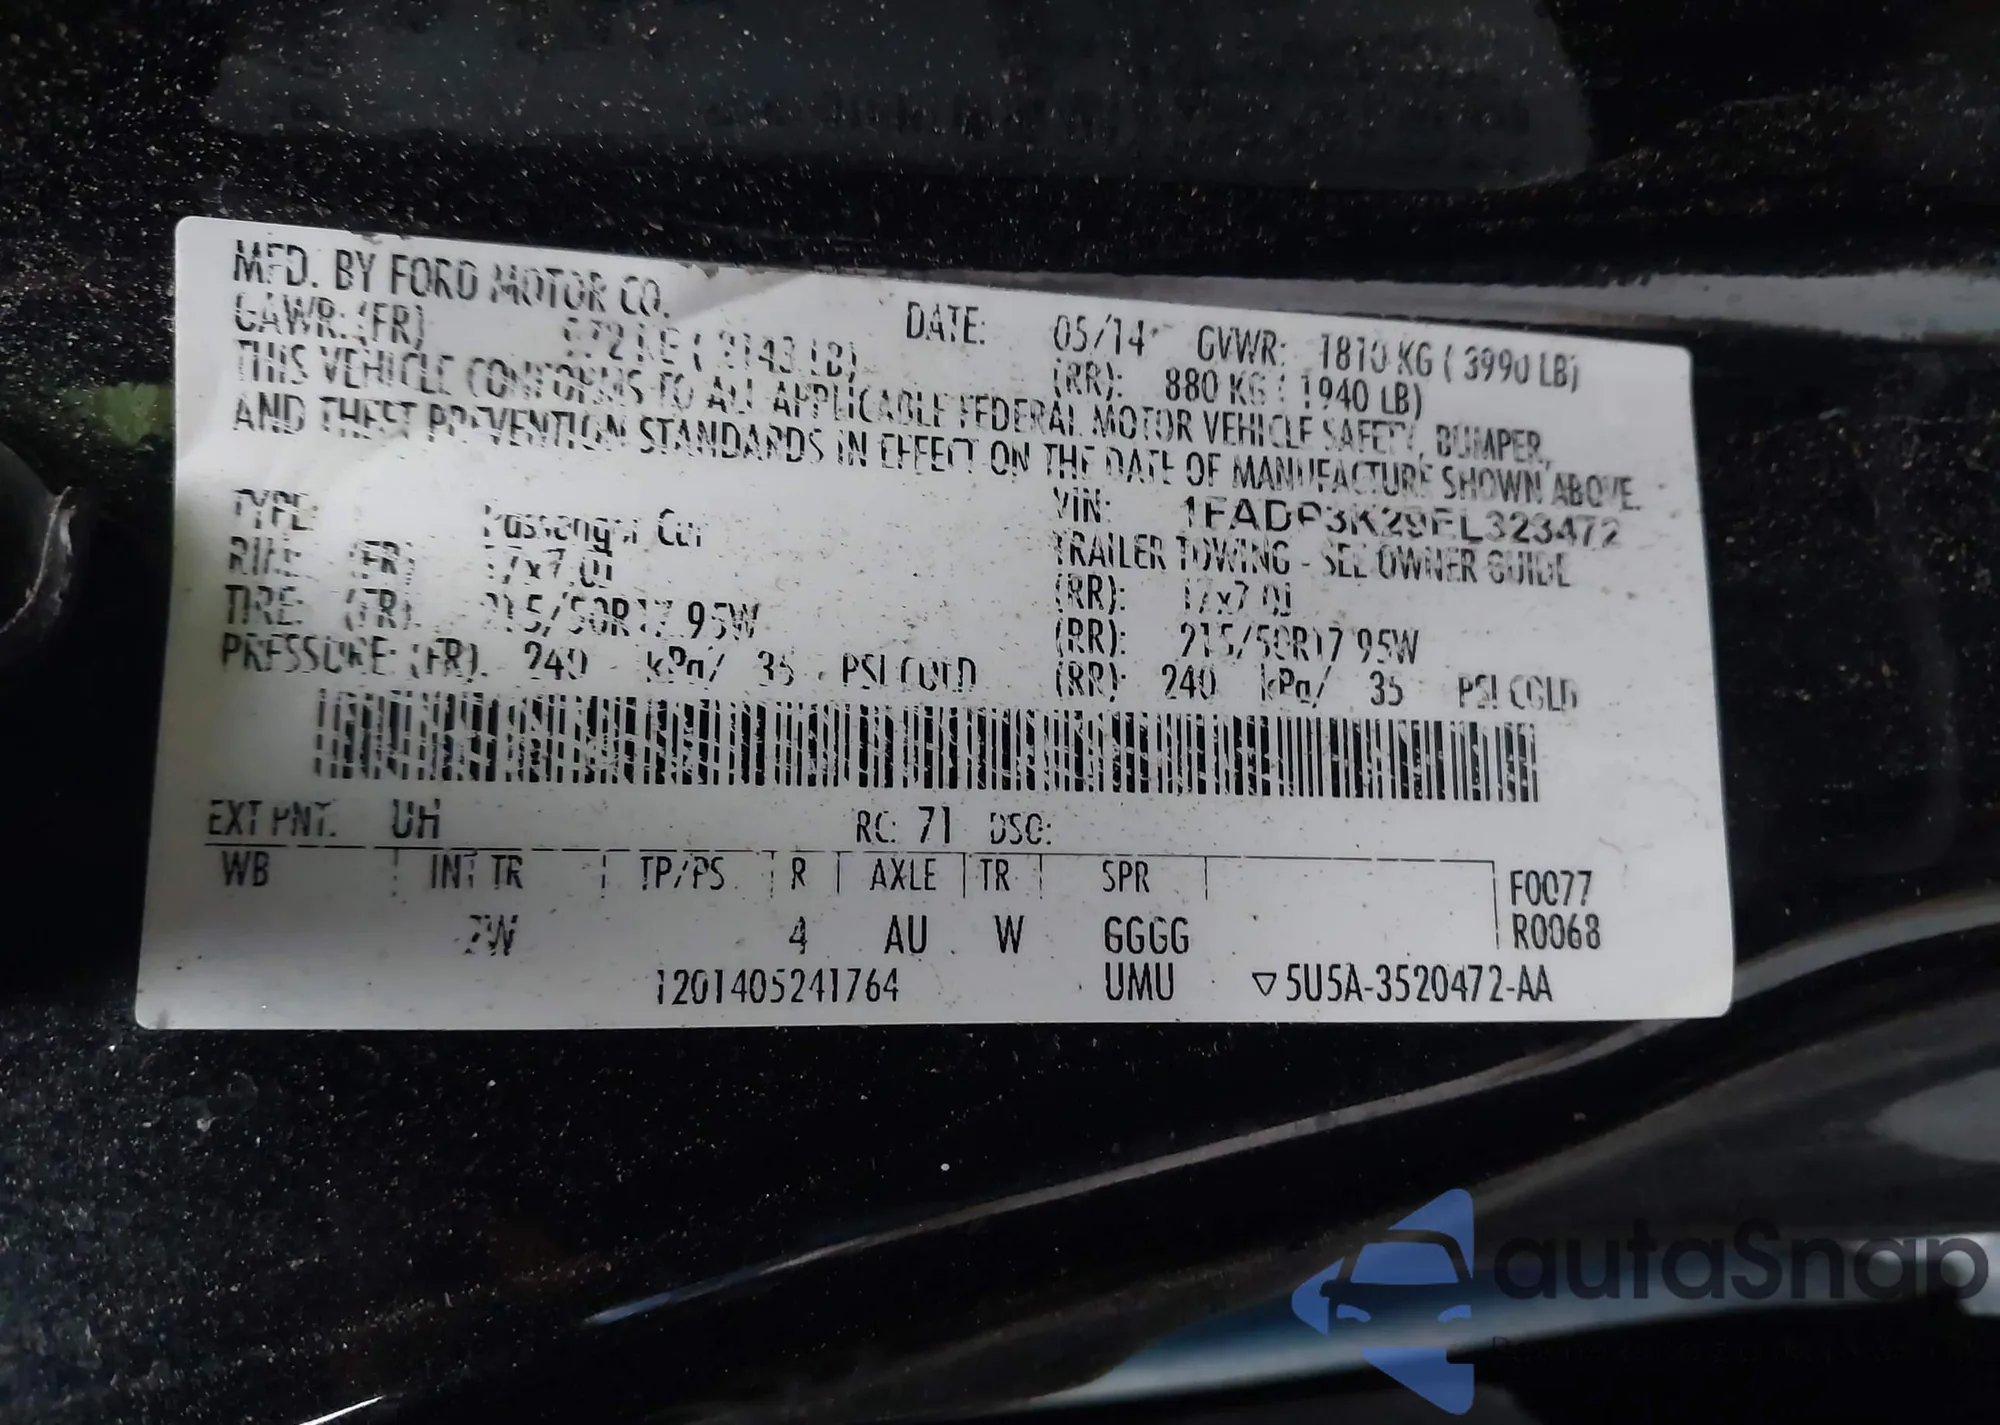 MFD. BY FORD MOTOR CO. DATE: 05/14 GVWR: 1810 KG ( 3990 LB)
GAWR: (FR) (RR): 880 KG ( 1940 LB)
THIS VEHICLE CONFORMS TO ALL APPLICABLE FEDERAL MOTOR VEHICLE SAFETY, BUMPER,
AND THEFT PREVENTION STANDARDS IN EFFECT ON THE DATE OF MANUFACTURE SHOWN ABOVE.
TYPE: Passenger Car VIN: 1FADP3K29EL323472
TRAILER TOWING - SEE OWNER GUIDE
RIM: (FR) 17x7.0J (RR): 17x7.0J
TIRE: (FR): 215/50R17 95W (RR): 215/50R17 95W
PRESSURE: (FR). 240 kPa/ 35 PSI COLD (RR): 240 kPa/ 35 PSI COLD
EXT PNT: UH RC: 71 DSO:
WB INT TR TP/PS R AXLE TR SPR F0077
4 AU W GGGG R0068
1201405241764 UMU ▽5U5A-3520472-AA
autaSnap